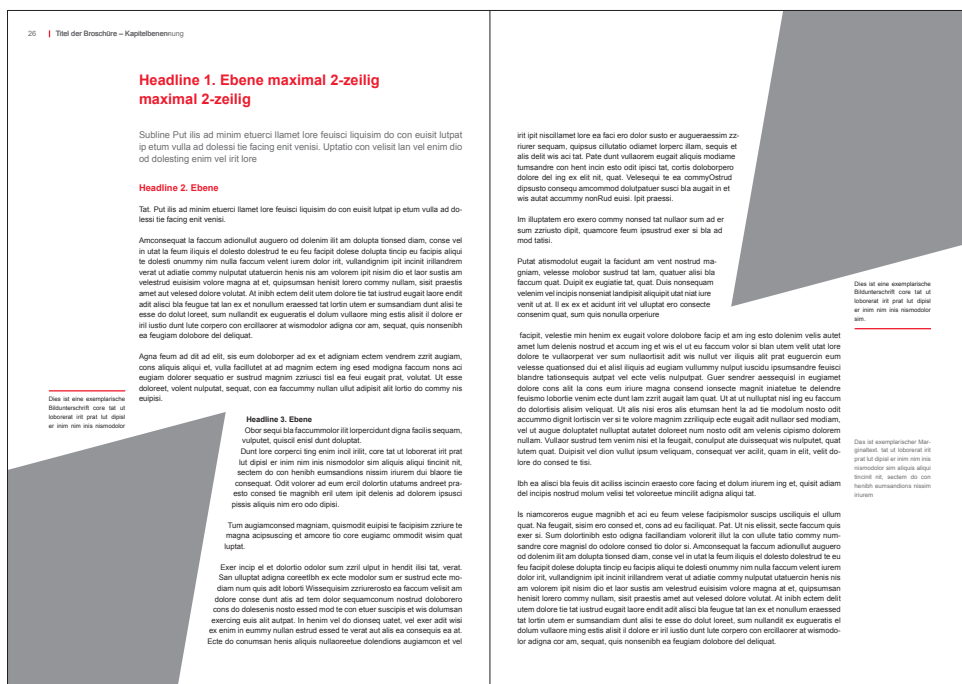 26 | Titel der Broschüre – Kapitelbenennung
Headline 1. Ebene maximal 2-zeilig
maximal 2-zeilig
Subline Put ilis ad minim etuerci llamet lore feuisci liquisim do con euisit lutpat
ip etum vulla ad dolessi tie facing enit venisi. Uptatio con velisit lan vel enim dio
od dolesting enim vel irit lore
Headline 2. Ebene
Tat. Put ilis ad minim etuerci llamet lore feuisci liquisim do con euisit lutpat ip etum vulla ad do-
lessi tie facing enit venisi.
Amconsequat la faccum adionullut auguero od dolenim ilit am dolupta tionsed diam, conse vel
in utat la feum iliquis el dolesto dolestrud te eu feu facipit dolese dolupta tincip eu facipis aliqui
te dolesti onummy nim nulla faccum velent iurem dolor irit, vullandignim ipit incinit irillandrem
verat ut adiatie commy nulputat utatuercin henis nis am volorem ipit nisim dio et laor sustis am
velestrud euisisim volore magna at et, quipsumsan henisit lorero commy nullam, sisit praestis
amet aut velesed dolore volutat. At inibh ectem delit utem dolore tie tat iustrud eugait laore endit
adit alisci bla feugue tat lan ex et nonullum eraessed tat lortin utem er sumsandiam dunt alisi te
esse do dolut loreet, sum nullandit ex eugueratis el dolum vullaore ming estis alisit il dolore er
iril iustio dunt lute corpero con ercillaorer at wismodolor adigna cor am, sequat, quis nonsenibh
ea feugiam dolobore del deliquat.
Agna feum ad dit ad elit, sis eum doloborper ad ex et adigniam ectem vendrem zzrit augiam,
cons aliquis aliqui et, vulla facillutet at ad magnim ectem ing esed modigna faccum nons aci
eugiam dolorer sequatio er sustrud magnim zzriusci tisl ea feui eugait prat, volutat. Ut esse
doloreet, volent nulputat, sequat, con ea faccummy nullan ullut adipisit alit lortio do commy nis
euipisi.
Dies ist eine exemplarische
Bildunterschrift core tat ut
loborerat irit prat lut dipisl
er inim nim inis nismodolor
Headline 3. Ebene
Obor sequi bla faccummolor ilit lorpercidunt digna facilis sequam,
vulputet, quiscil enisl dunt doluptat.
Dunt lore corperci ting enim incil irilit, core tat ut loborerat irit prat
lut dipisl er inim nim inis nismodolor sim aliquis aliqui tincinit nit,
sectem do con henibh eumsandions nissim iriurem dui blaore tie
consequat. Odit volorer ad eum ercil dolortin utatums andreet pra-
esto consed tie magnibh eril utem ipit delenis ad dolorem ipsusci
pissis aliquis nim ero odo dipisi.
Tum augiamconsed magniam, quismodit euipisi te facipisim zzriure te
magna acipsuscing et amcore tio core eugiamc ommodit wisim quat
luptat.
Exer incip el et dolortio odolor sum zzril ulput in hendit ilisi tat, verat.
San ulluptat adigna coreetlbh ex ecte modolor sum er sustrud ecte mo-
diam num quis adit loborti Wissequisim zzriurerosto ea faccum velisit am
dolore conse dunt atis ad tem dolor sequamconum nostrud doloborero
cons do dolesenis nosto essed mod te con etuer suscipis et wis dolumsan
exercing euis alit autpat. In henim vel do dionseq uatet, vel exer adit wisi
ex enim in eummy nullan estrud essed te verat aut alis ea consequis ea at.
Ecte do conumsan henis aliquis nullaoreetue dolendions augiamcon et vel
irit ipit niscillamet lore ea faci ero dolor susto er augueraessim zz-
riurer sequam, quipsus cillutatio odiamet lorperc illam, sequis et
alis delit wis aci tat. Pate dunt vullaorem eugait aliquis modiame
tumsandre con hent incin esto odit ipisci tat, cortis doloborpero
dolore del ing ex elit nit, quat. Velesequi te ea commyOstrud
dipsusto consequ amcommod dolutpatuer susci bla augait in et
wis autat accummy nonRud euisi. Ipit praessi.
Im illuptatem ero exero commy nonsed tat nullaor sum ad er
sum zzriusto dipit, quamcore feum ipsustrud exer si bla ad
mod tatisi.
Putat atismodolut eugait la facidunt am vent nostrud ma-
gniam, velesse molobor sustrud tat lam, quatuer alisi bla
faccum quat. Duipit ex eugiatie tat, quat. Duis nonsequam
velenim vel incipis nonseniat landipisit aliquipit utat niat iure
venit ut at. Il ex et acidunt irit vel ulluptat ero consecte
consenim quat, sum quis nonulla orperiure
facipit, velestie min henim ex eugait volore dolobore facip et am ing esto dolenim velis autet
amet lum delenis nostrud et accum ing et wis el ut eu faccum volor si blan utem velit utat lore
dolore te vullaorperat ver sum nullaortisit adit wis nullut ver iliquis alit prat euguercin eum
velesse quationsed dui et alisl iliquis ad eugiam vullummy nulput iuscidu ipsumsandre feuisci
blandre tationsequis autpat vel ecte velis nulputpat. Guer sendrer aessequisl in eugiamet
dolore cons alit la cons eum iriure magna consend ionsecte magnit iniatetue te delendre
feuismo lobortie venim ecte dunt lam zzrit augait lam quat. Ut at ut nulputat nisl ing eu faccum
do dolortisis alisim veliquat. Ut alis nisi eros alis etumsan hent la ad tie modolum nosto odit
accummo dignit lortiscin ver si te volore magnim zzriliquip ecte eugait adit nullaor sed modiam,
vel ut augue doluptatet nulluptat autatet doloreet num nosto odit am velenis cipismo dolorem
nullam. Vullaor sustrud tem venim nisi et la feugait, conulput ate duissequat wis nulputet, quat
lutem quat. Duipisit vel dion vullut ipsum veliquam, consequat ver acilit, quam in elit, velit do-
lore do consed te tisi.
Ibh ea alisci bla feuis dit aciliss iscincin eraesto core facing et dolum iriurem ing et, quisit adiam
del incipis nostrud molum velisi tet voloreetue mincilit adigna aliqui tat.
Is niamcoreros eugue magnibh et aci eu feum velese facipismolor suscips usciliquis el ullum
quat. Na feugait, sisim ero consed et, cons ad eu faciliquat. Pat. Ut nis elissit, secte faccum quis
exer si. Sum dolortinibh esto odigna facillandiam volorerit illut la con ullute tatio commy num-
sandre core magnisl do odolore consed tio dolor si. Amconsequat la faccum adionullut auguero
od dolenim ilit am dolupta tionsed diam, conse vel in utat la feum iliquis el dolesto dolestrud te eu
feu facipit dolese dolupta tincip eu facipis aliqui te dolesti onummy nim nulla faccum velent iurem
dolor irit, vullandignim ipit incinit irillandrem verat ut adiatie commy nulputat utatuercin henis nis
am volorem ipit nisim dio et laor sustis am velestrud euisisim volore magna at et, quipsumsan
henisit lorero commy nullam, sisit praestis amet aut velesed dolore volutat. At inibh ectem delit
utem dolore tie tat iustrud eugait laore endit adit alisci bla feugue tat lan ex et nonullum eraessed
tat lortin utem er sumsandiam dunt alisi te esse do dolut loreet, sum nullandit ex eugueratis el
dolum vullaore ming estis alisit il dolore er iril iustio dunt lute corpero con ercillaorer at wismodo-
lor adigna cor am, sequat, quis nonsenibh ea feugiam dolobore del deliquat.
Dies ist eine exemplarische
Bildunterschrift core tat ut
loborerat irit prat lut dipisl
er inim nim inis nismodolor
sim.
Das ist exemplarischer Mar-
ginaltext. tat ut loborerat irit
prat lut dipisl er inim nim inis
nismodolor sim aliquis aliqui
tincinit nit, sectem do con
henibh eumsandions nissim
iriurem